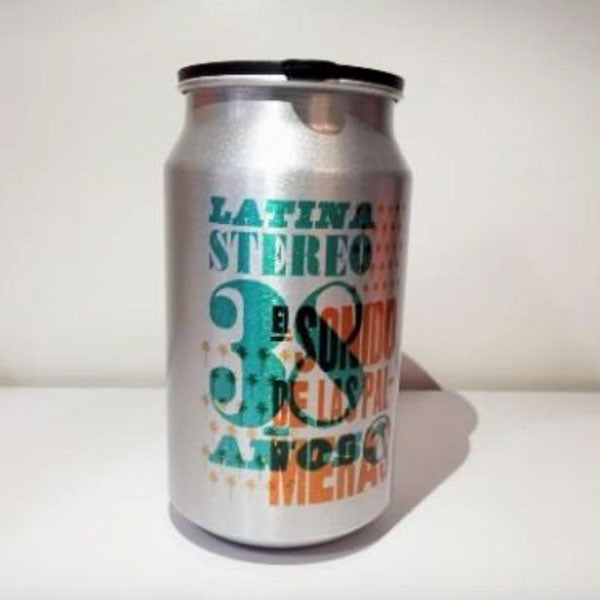 LATINA
STEREO
38
AÑOS
El
SONIDO
DE LAS PAL-
MERAS